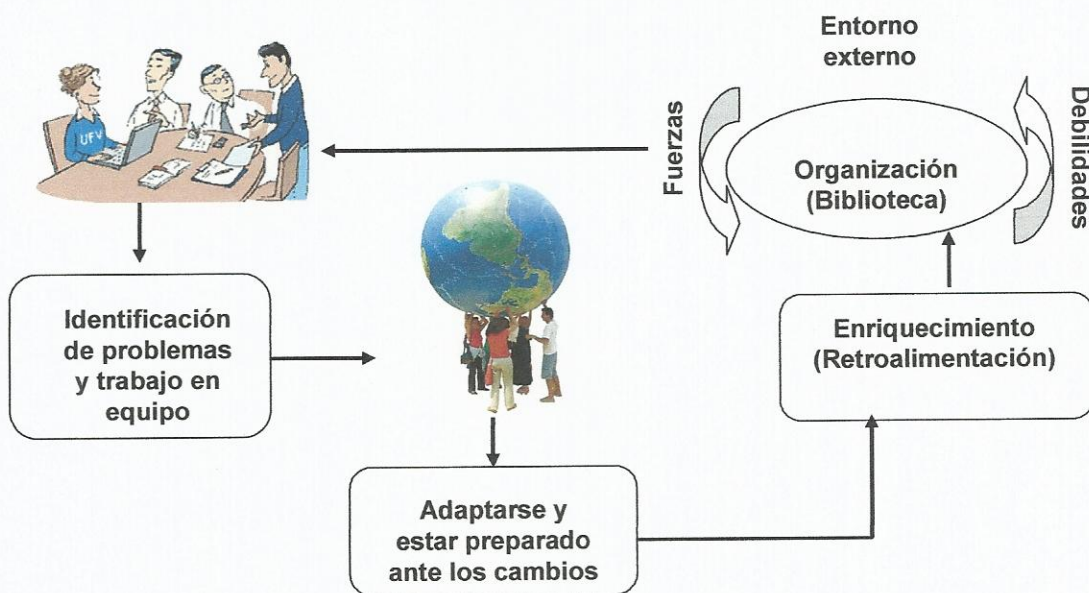 Entorno
externo
Fuerzas
Debilidades
Organización
(Biblioteca)
UFV
Identificación
de problemas
y trabajo en
equipo
Enriquecimiento
(Retroalimentación)
Adaptarse y
estar preparado
ante los cambios